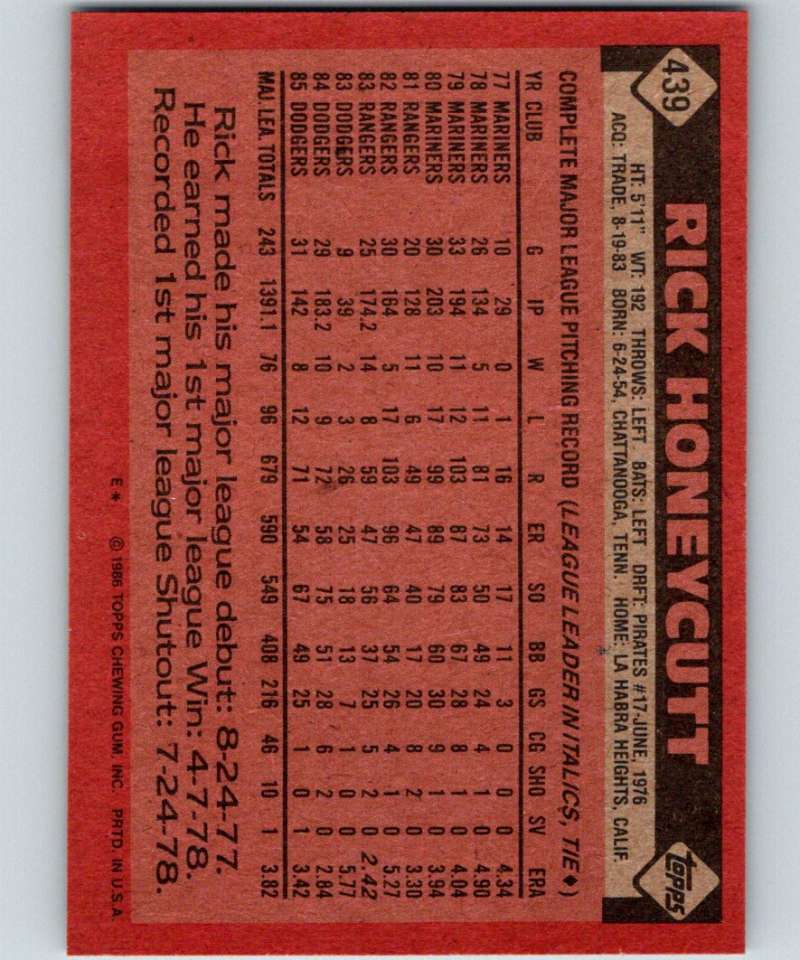 439 RICK HONEYCUTT topps
HT: 5'11" WT: 192 THROWS: LEFT BATS: LEFT DRFT: PIRATES #17-JUNE, 1976
ACQ: TRADE, 8-19-83 BORN: 6-24-54, CHATTANOOGA, TENN. HOME: LA HABRA HEIGHTS, CALIF.
COMPLETE MAJOR LEAGUE PITCHING RECORD (LEAGUE LEADER IN ITALICS, TIE♦)
YR CLUB G IP W L R ER SO BB GS CG SHO SV ERA
77 MARINERS 10 29 0 1 16 14 17 11 3 0 0 0 4.34
78 MARINERS 26 134 5 11 81 73 50 49 24 4 1 0 4.90
79 MARINERS 33 194 11 12 103 87 83 67 28 8 1 0 4.04
80 MARINERS 30 203 10 17 99 89 79 60 30 9 1 0 3.94
81 RANGERS 20 128 11 6 49 47 40 17 20 8 2 0 3.30
82 RANGERS 30 164 5 17 103 96 64 54 26 4 1 0 5.27
83 RANGERS 25 174.2 14 8 59 47 56 37 25 5 2 0 2.42
83 DODGERS 9 39 2 3 26 25 18 13 7 1 0 0 5.77
84 DODGERS 29 183.2 10 9 72 58 75 51 28 6 2 0 2.84
85 DODGERS 31 142 8 12 71 54 67 49 25 1 0 1 3.42
MAJ. LEA. TOTALS 243 1391.1 76 96 679 590 549 408 216 46 10 1 3.82
Rick made his major league debut: 8-24-77.
He earned his 1st major league Win: 4-7-78.
Recorded 1st major league Shutout: 7-24-78.
E* © 1986 TOPPS CHEWING GUM INC. PRTD. IN U.S.A.